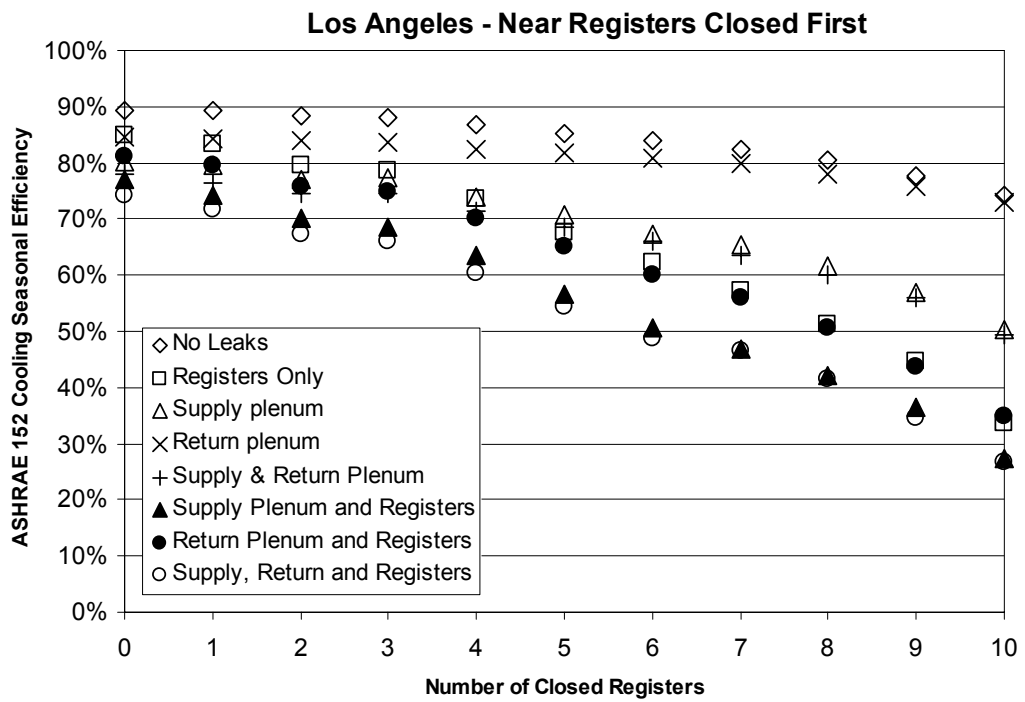 Los Angeles - Near Registers Closed First
100%
90%
80%
70%
60%
50%
40%
30%
20%
10%
0%
ASHRAE 152 Cooling Seasonal Efficiency
No Leaks
Registers Only
Supply plenum
Return plenum
Supply & Return Plenum
Supply Plenum and Registers
Return Plenum and Registers
Supply, Return and Registers
0 1 2 3 4 5 6 7 8 9 10
Number of Closed Registers